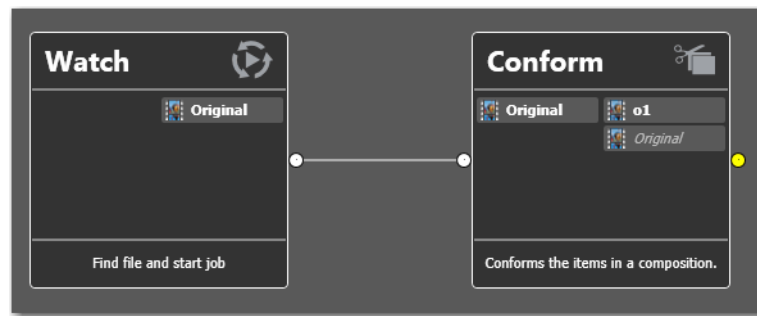 Watch
Original
Find file and start job
Conform
Original
o1
Original
Conforms the items in a composition.